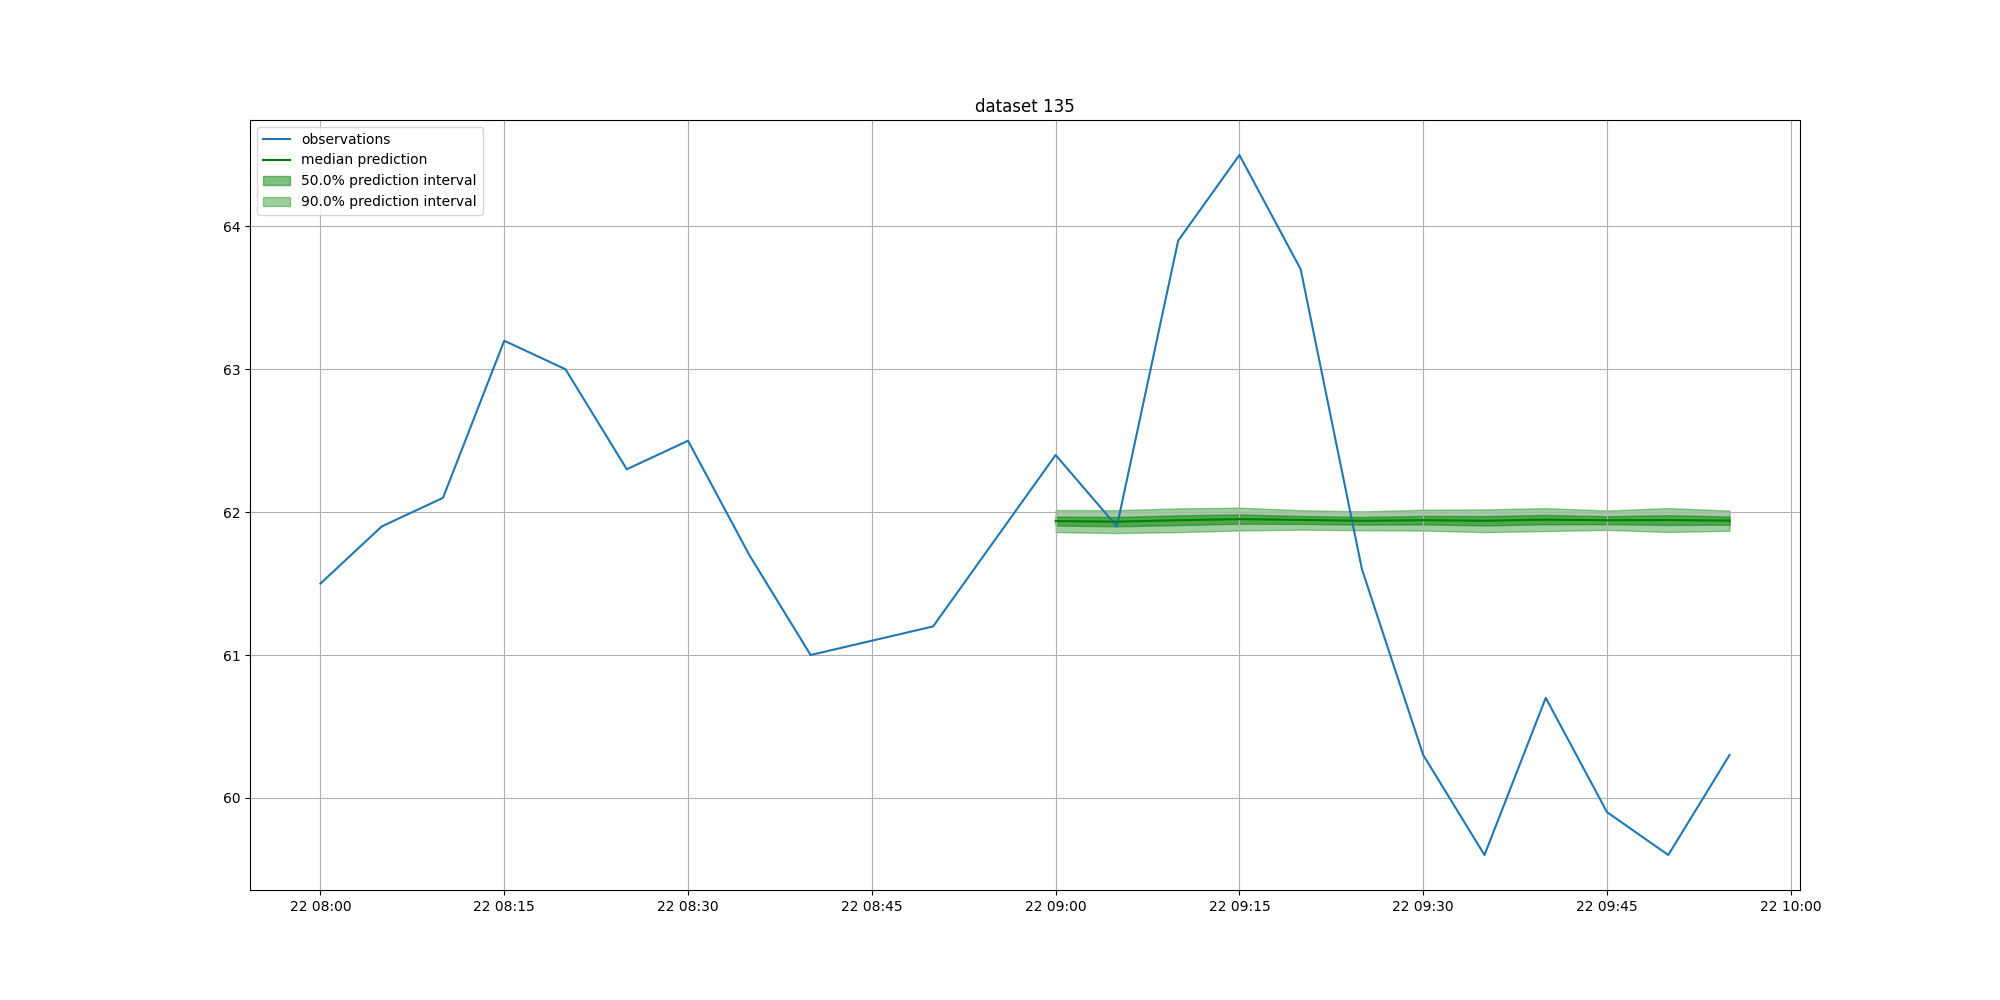 dataset 135
observations
median prediction
50.0% prediction interval
90.0% prediction interval
64
63
62
61
60
22 08:00 22 08:15 22 08:30 22 08:45 22 09:00 22 09:15 22 09:30 22 09:45 22 10:00